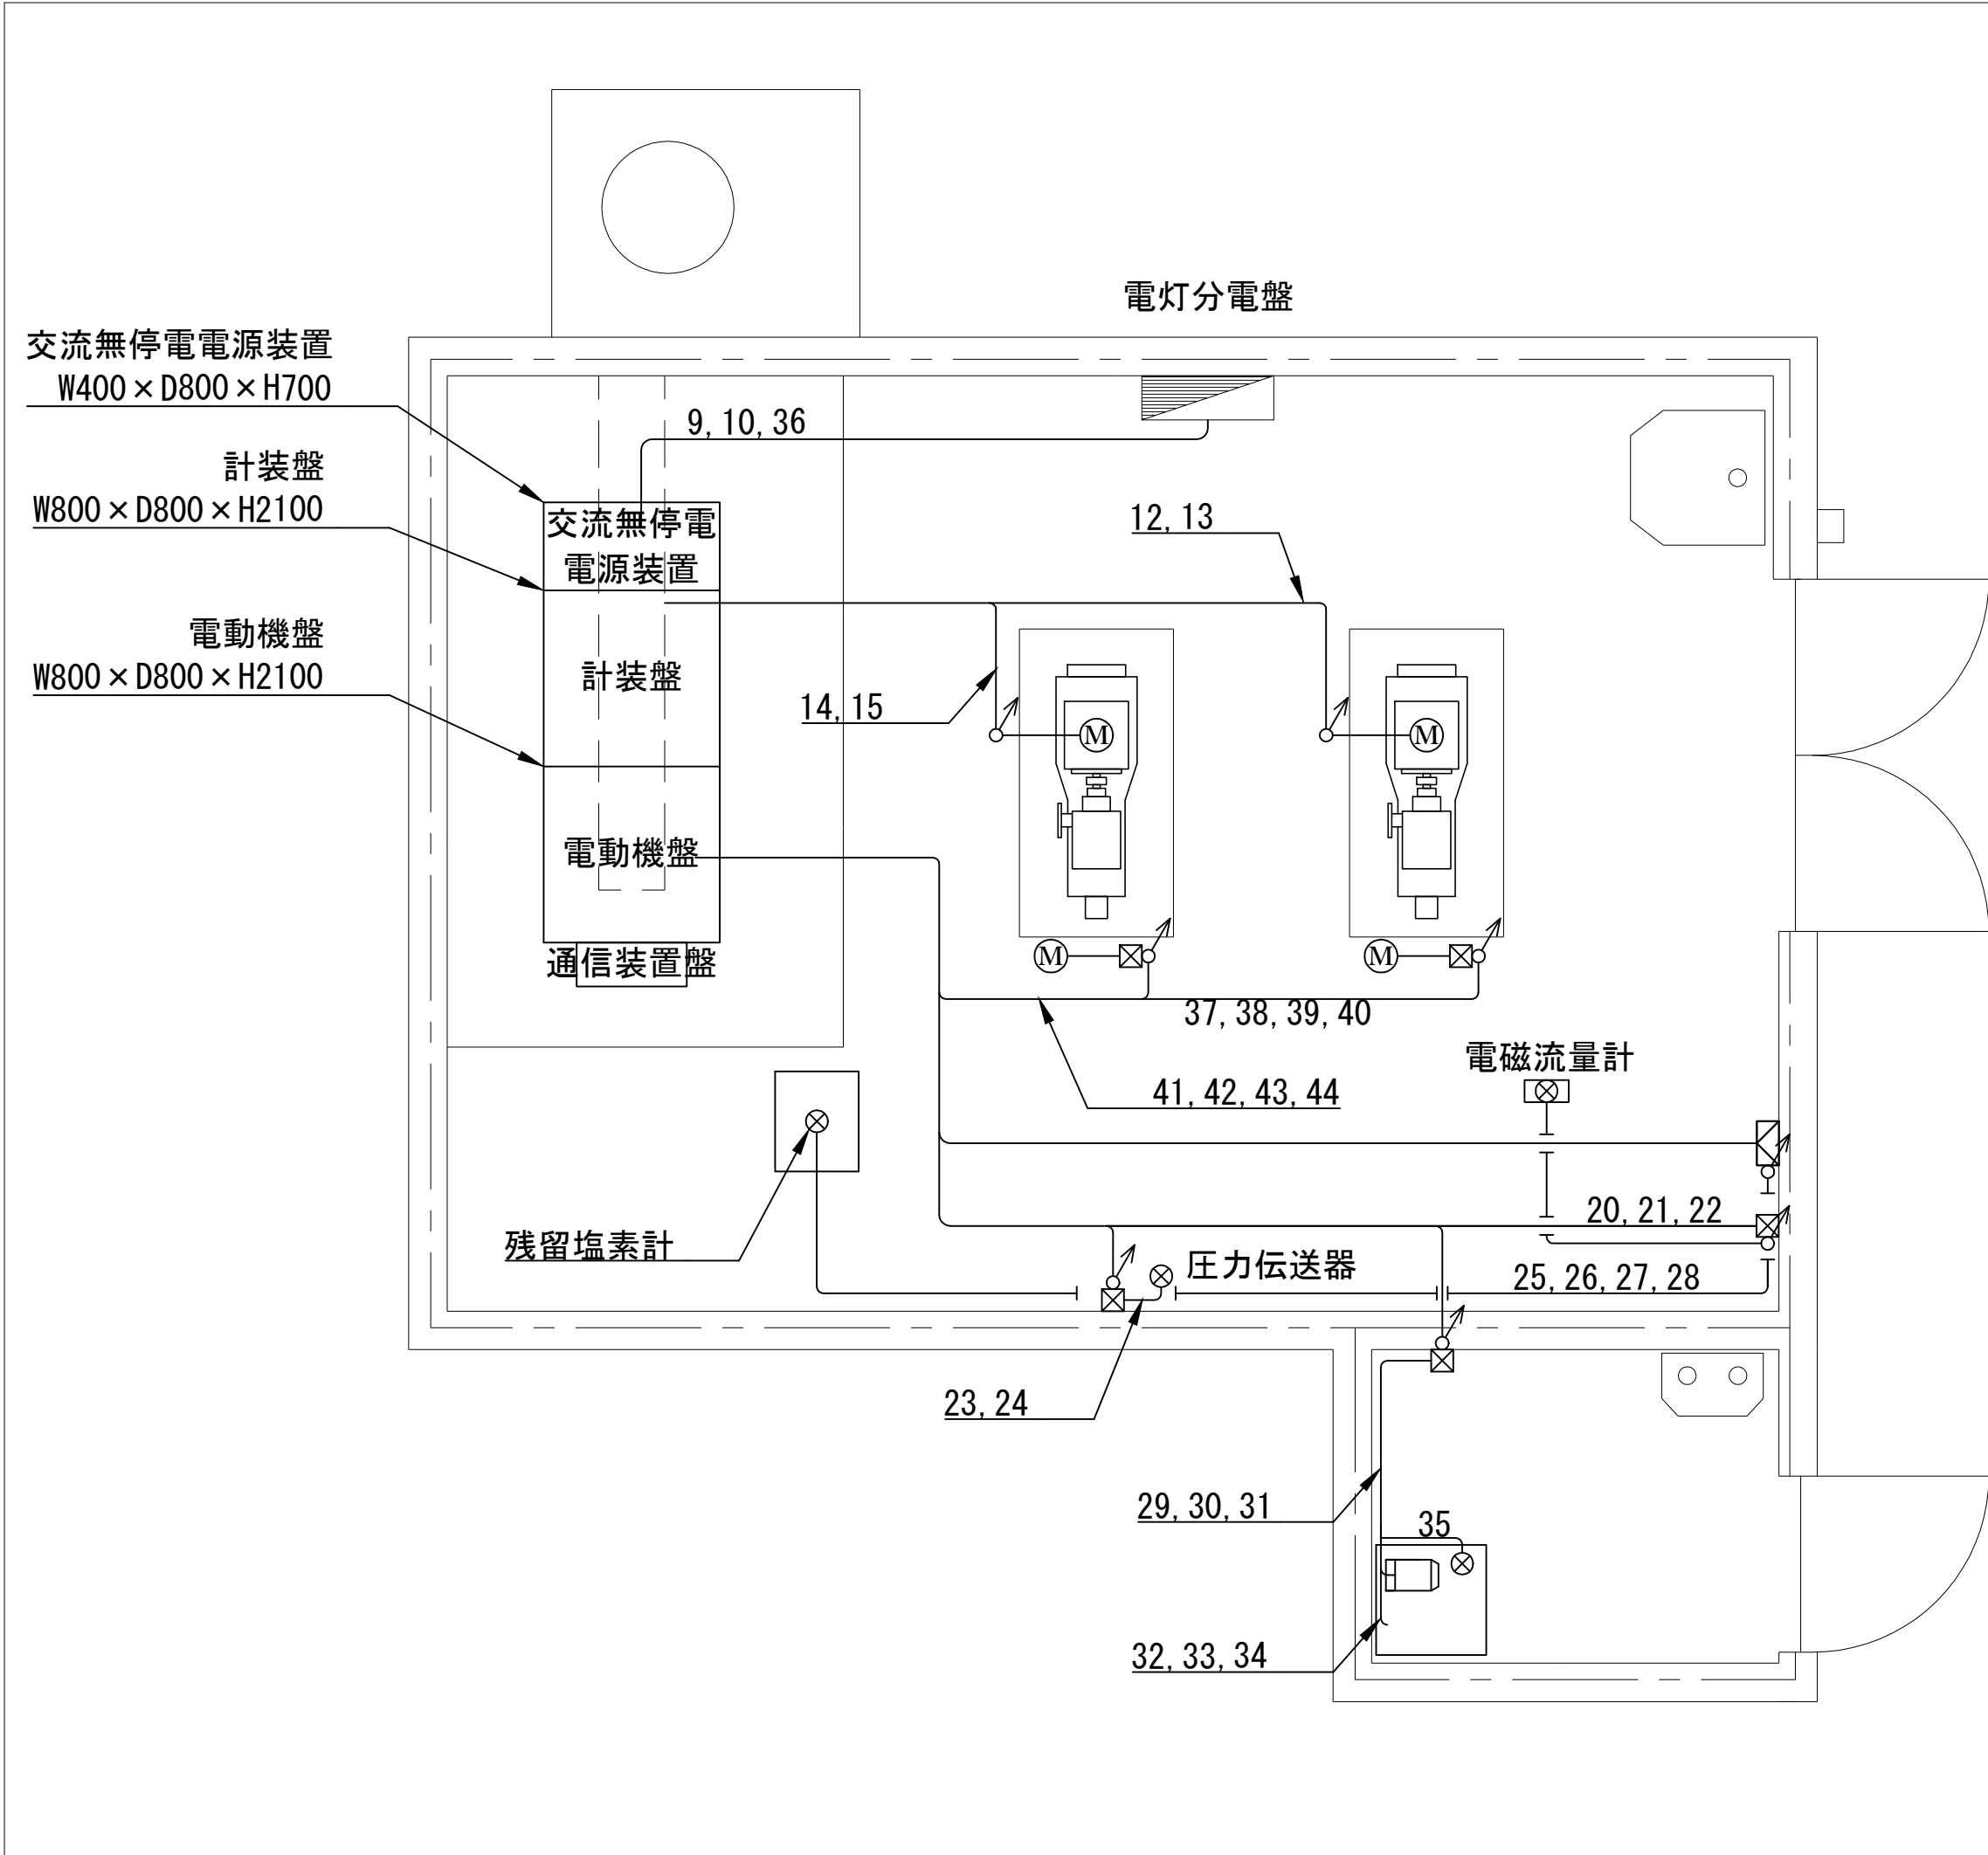 電灯分電盤
交流無停電電源装置
W400×D800×H700
9, 10, 36
計装盤
W800×D800×H2100
交流無停電
電源装置
12, 13
電動機盤
W800×D800×H2100
計装盤
14, 15
M
M
電動機盤
通信装置盤
M
M
37, 38, 39, 40
電磁流量計
41, 42, 43, 44
20, 21, 22
残留塩素計
圧力伝送器
25, 26, 27, 28
23, 24
29, 30, 31
35
32, 33, 34